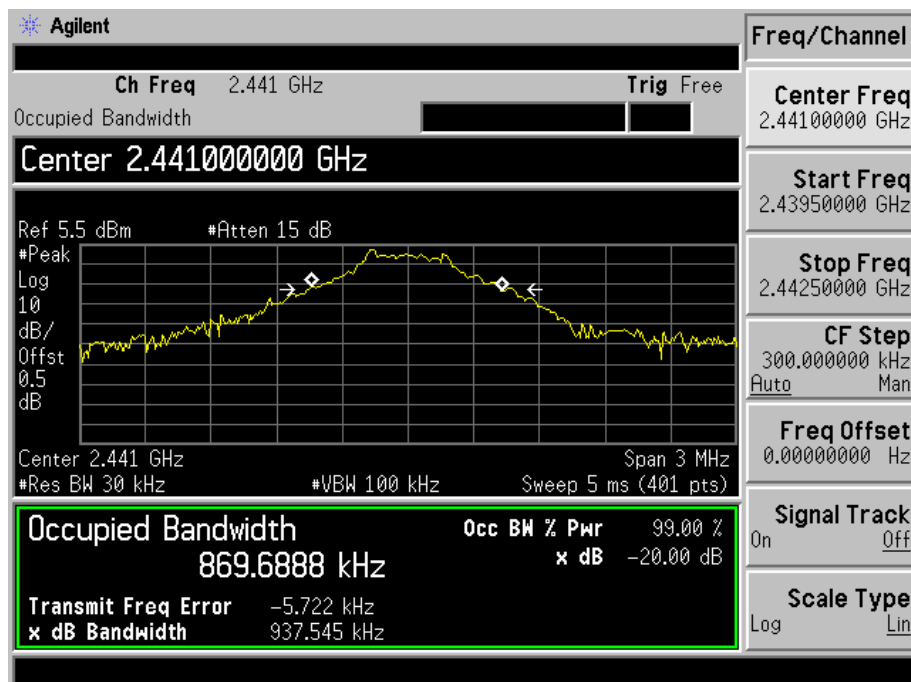 Agilent
Freq/Channel
Ch Freq 2.441 GHz Trig Free
Occupied Bandwidth
Center 2.441000000 GHz
Ref 5.5 dBm #Atten 15 dB
#Peak
Log
10
dB/
Offst
0.5
dB
Center 2.441 GHz Span 3 MHz
#Res BW 30 kHz #VBW 100 kHz Sweep 5 ms (401 pts)
Occupied Bandwidth Occ BW % Pwr 99.00 %
869.6888 kHz x dB -20.00 dB
Transmit Freq Error -5.722 kHz
x dB Bandwidth 937.545 kHz
Center Freq
2.44100000 GHz
Start Freq
2.43950000 GHz
Stop Freq
2.44250000 GHz
CF Step
300.000000 kHz
Auto Man
Freq Offset
0.00000000 Hz
Signal Track
On Off
Scale Type
Log Lin